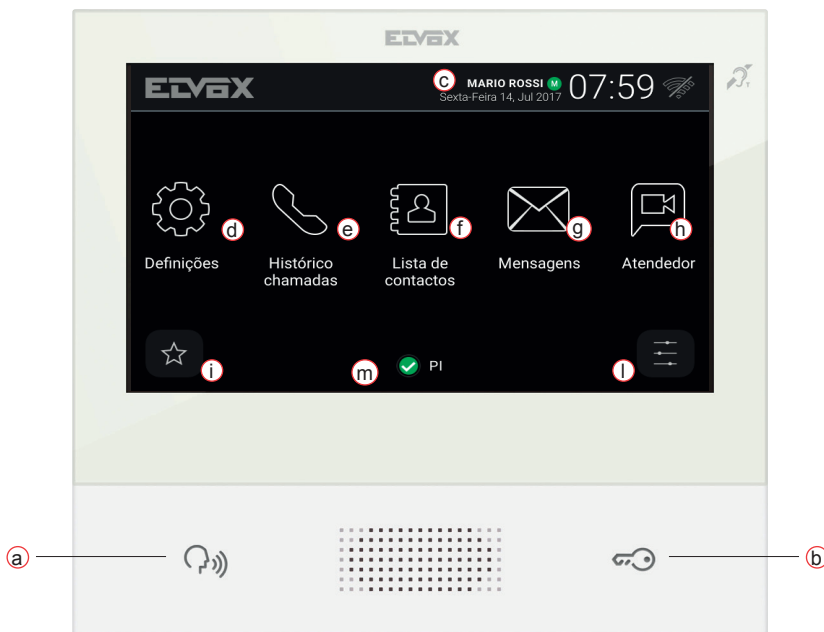 ELVOX
ELVOX
c
MARIO ROSSI M
Sexta-Feira 14, Jul 2017
07:59
T
d
e
f
g
h
Definições
Histórico
chamadas
Lista de
contactos
Mensagens
Atendedor
i
m
PI
l
a
b